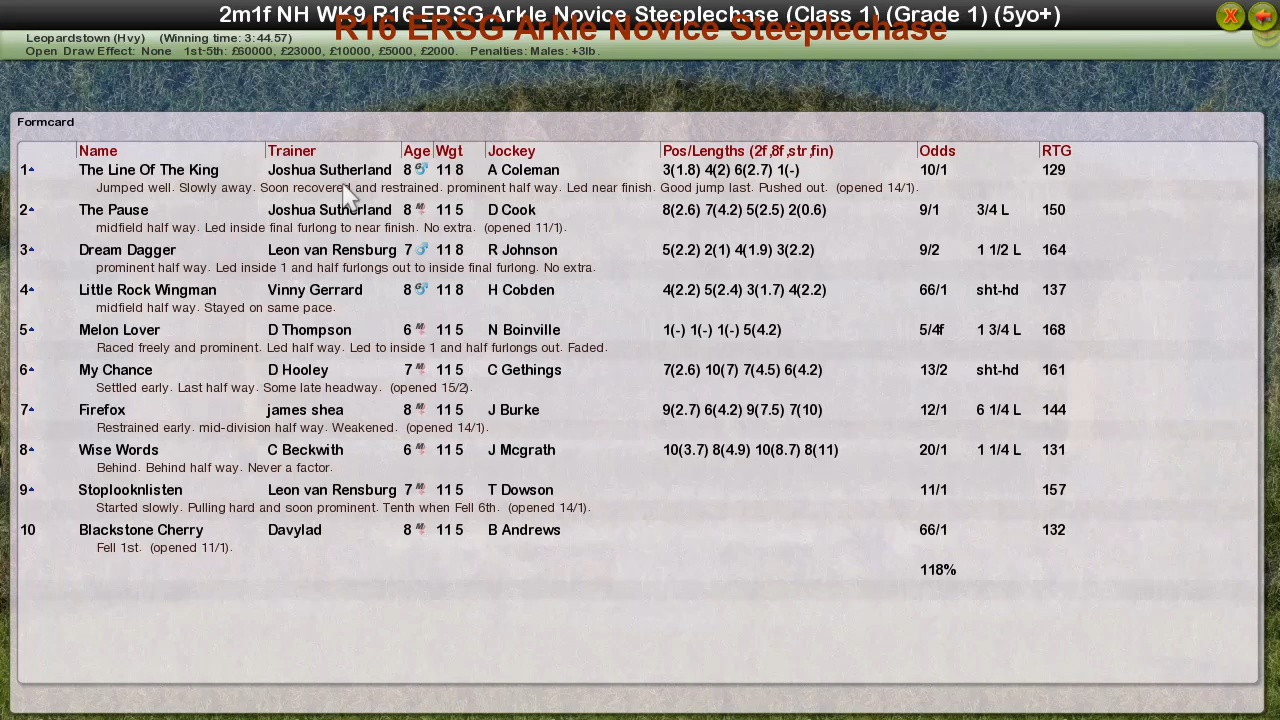 2m1f NH WK9 R16 ERSG Arkle Novice Steeplechase (Class 1) (Grade 1) (5yo+)
R16 ERSG Arkle Novice Steeplechase
Leopardstown (Hvy) (Winning time: 3:44.57)
Open Draw Effect: None 1st-5th: £60000, £23000, £10000, £5000, £2000. Penalties: Males: +3lb.
Formcard
Name Trainer Age Wgt Jockey Pos/Lengths (2f,8f,str,fin) Odds RTG
1 The Line Of The King Joshua Sutherland 8 11 8 A Coleman 3(1.8) 4(2) 6(2.7) 1(-) 10/1 129
Jumped well. Slowly away. Soon recovered and restrained. prominent half way. Led near finish. Good jump last. Pushed out. (opened 14/1).
2 The Pause Joshua Sutherland 8 11 5 D Cook 8(2.6) 7(4.2) 5(2.5) 2(0.6) 9/1 3/4 L 150
midfield half way. Led inside final furlong to near finish. No extra. (opened 11/1).
3 Dream Dagger Leon van Rensburg 7 11 8 R Johnson 5(2.2) 2(1) 4(1.9) 3(2.2) 9/2 1 1/2 L 164
prominent half way. Led inside 1 and half furlongs out to inside final furlong. No extra.
4 Little Rock Wingman Vinny Gerrard 8 11 8 H Cobden 4(2.2) 5(2.4) 3(1.7) 4(2.2) 66/1 sht-hd 137
midfield half way. Stayed on same pace.
5 Melon Lover D Thompson 6 11 5 N Boinville 1(-) 1(-) 1(-) 5(4.2) 5/4f 1 3/4 L 168
Raced freely and prominent. Led half way. Led to inside 1 and half furlongs out. Faded.
6 My Chance D Hooley 7 11 5 C Gethings 7(2.6) 10(7) 7(4.5) 6(4.2) 13/2 sht-hd 161
Settled early. Last half way. Some late headway. (opened 15/2).
7 Firefox james shea 8 11 5 J Burke 9(2.7) 6(4.2) 9(7.5) 7(10) 12/1 6 1/4 L 144
Restrained early. mid-division half way. Weakened. (opened 14/1).
8 Wise Words C Beckwith 6 11 5 J Mcgrath 10(3.7) 8(4.9) 10(8.7) 8(11) 20/1 1 1/4 L 131
Behind. Behind half way. Never a factor.
9 Stoplooknlisten Leon van Rensburg 7 11 5 T Dowson 11/1 157
Started slowly. Pulling hard and soon prominent. Tenth when Fell 6th. (opened 14/1).
10 Blackstone Cherry Davylad 8 11 5 B Andrews 66/1 132
Fell 1st. (opened 11/1).
118%